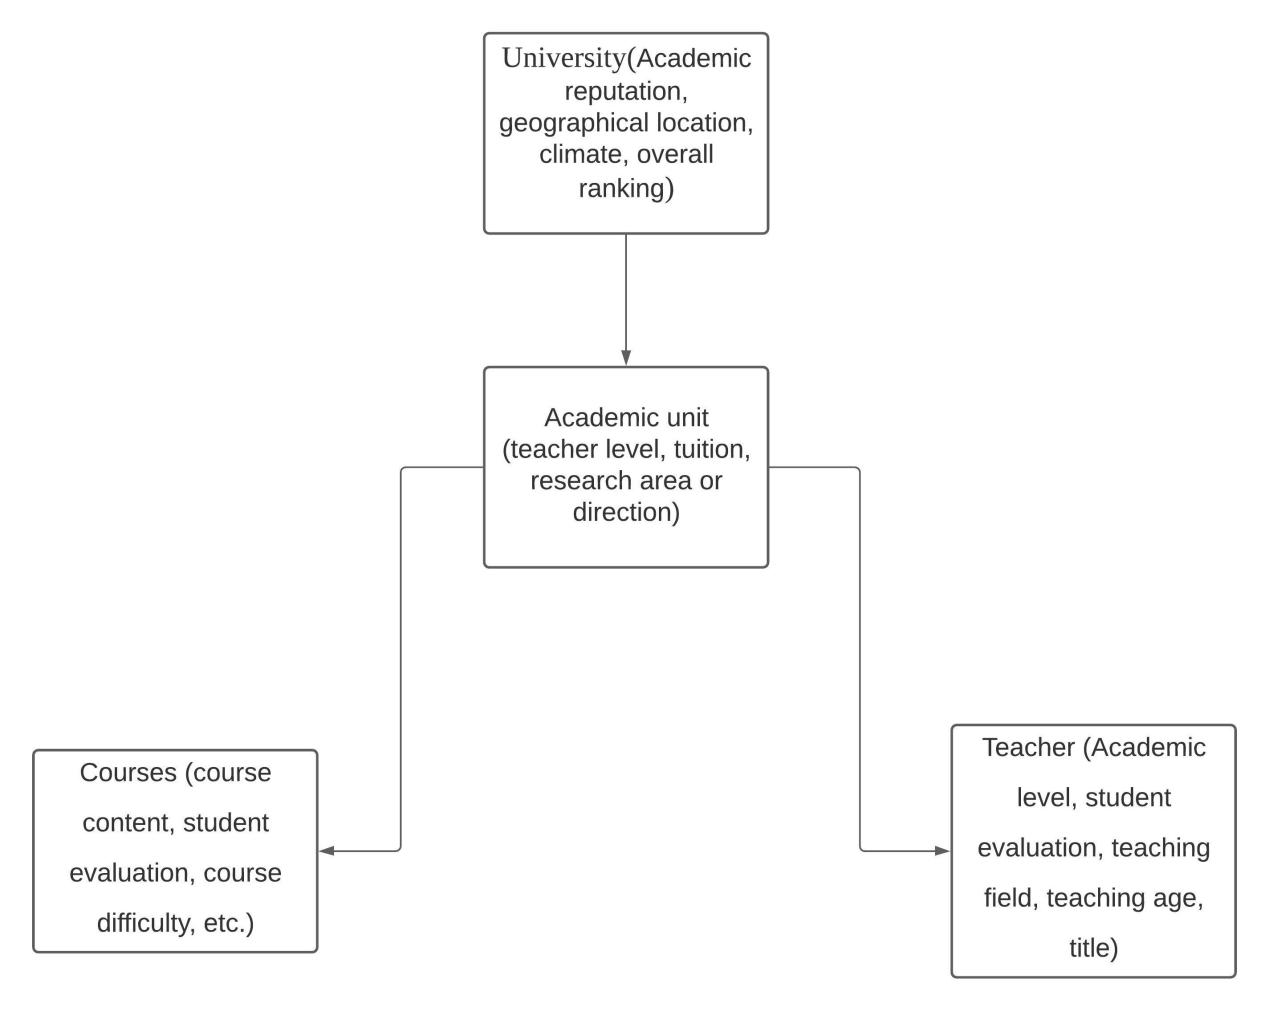 University(Academic
reputation,
geographical location,
climate, overall
ranking)
Academic unit
(teacher level, tuition,
research area or
direction)
Courses (course
content, student
evaluation, course
difficulty, etc.)
Teacher (Academic
level, student
evaluation, teaching
field, teaching age,
title)